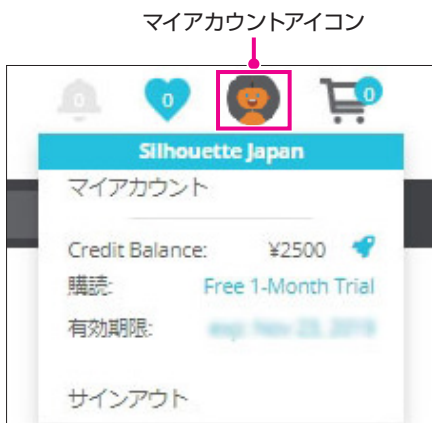 マイアカウントアイコン
0 0 0
Silhouette Japan
マイアカウント
Credit Balance: ¥2500
購読: Free 1-Month Trial
有効期限:
サインアウト